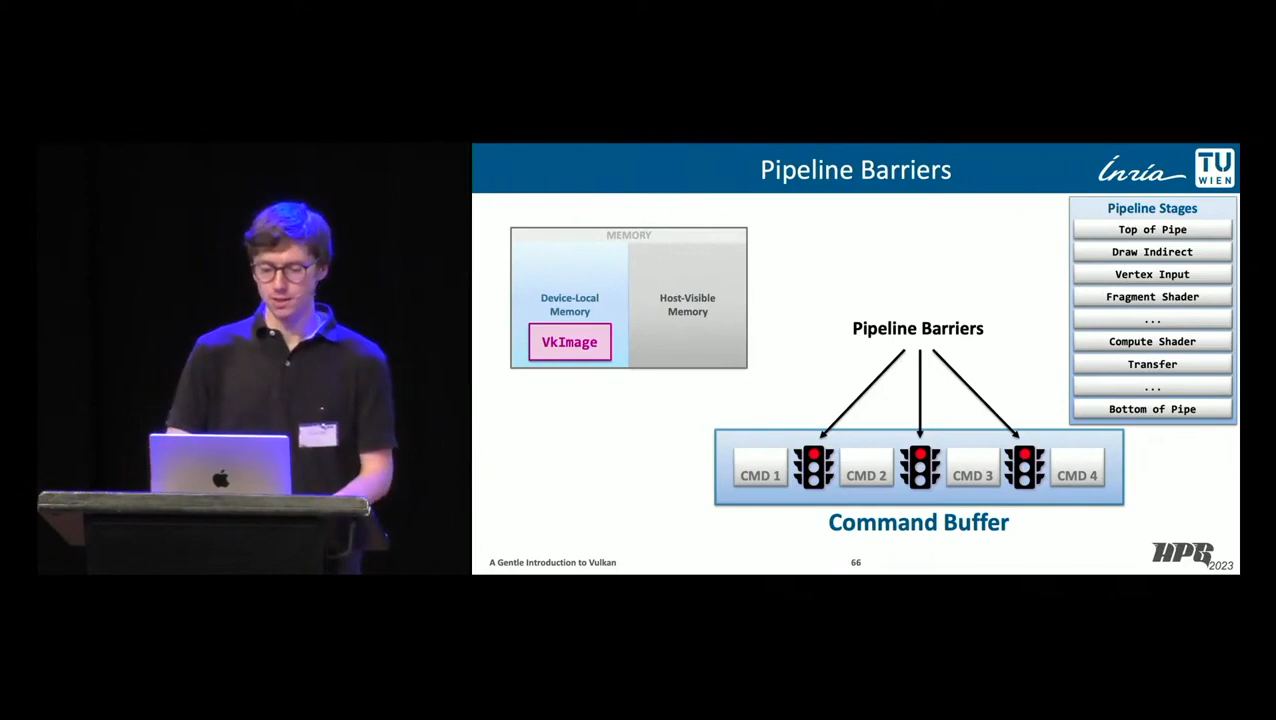 Pipeline Barriers
Inria
TU
WIEN
MEMORY
Device-Local
Memory
VkImage
Host-Visible
Memory
Pipeline Barriers
Pipeline Stages
Top of Pipe
Draw Indirect
Vertex Input
Fragment Shader
...
Compute Shader
Transfer
...
Bottom of Pipe
CMD 1
CMD 2
CMD 3
CMD 4
Command Buffer
A Gentle Introduction to Vulkan
66
HPG
2023